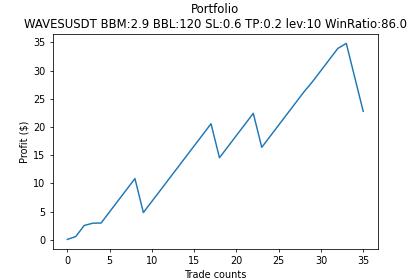 Portfolio
WAVESUSDT BBM:2.9 BBL:120 SL:0.6 TP:0.2 lev:10 WinRatio:86.0
35
30
25
20
15
10
5
0
Profit ($)
0 5 10 15 20 25 30 35
Trade counts